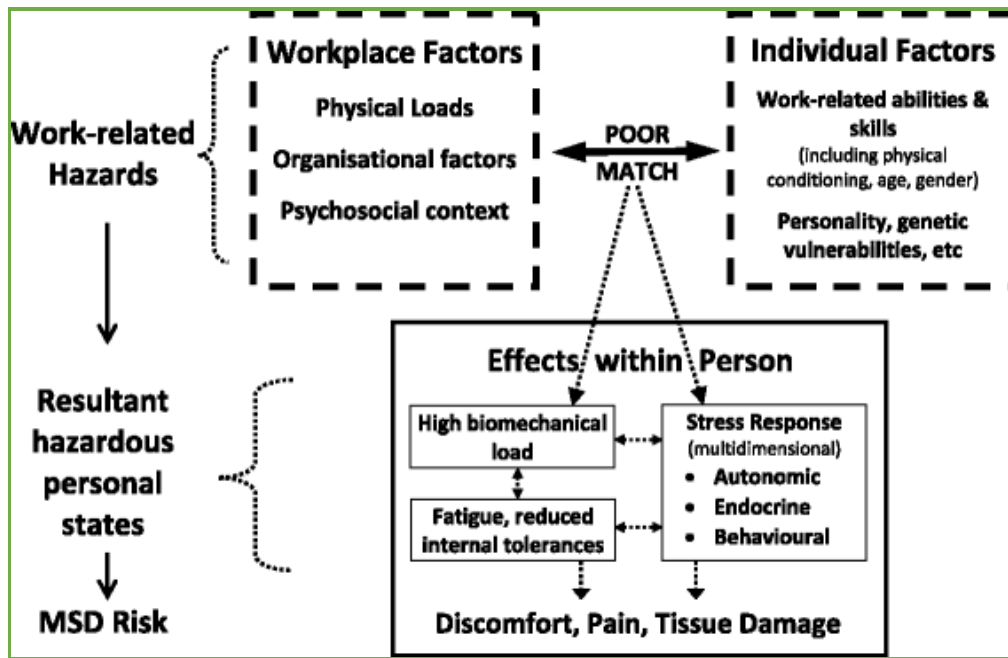 Work-related
Hazards
Resultant
hazardous
personal
states
MSD Risk
Workplace Factors
Physical Loads
Organisational factors
Psychosocial context
POOR
MATCH
Individual Factors
Work-related abilities &
skills
(including physical
conditioning, age, gender)
Personality, genetic
vulnerabilities, etc
Effects within Person
High biomechanical
load
Fatigue, reduced
internal tolerances
Stress Response
(multidimensional)
• Autonomic
• Endocrine
• Behavioural
Discomfort, Pain, Tissue Damage